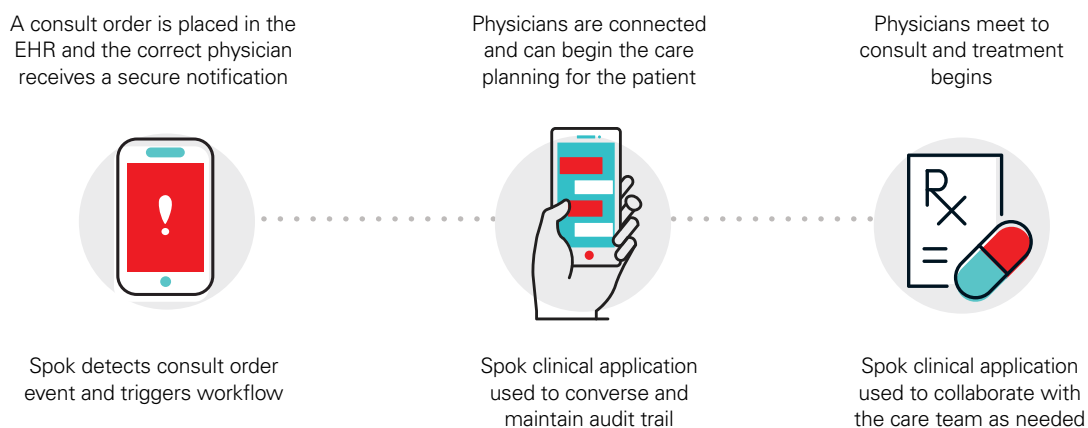 A consult order is placed in the
EHR and the correct physician
receives a secure notification
Physicians are connected
and can begin the care
planning for the patient
Physicians meet to
consult and treatment
begins
!
Rx
Spok detects consult order
event and triggers workflow
Spok clinical application
used to converse and
maintain audit trail
Spok clinical application
used to collaborate with
the care team as needed